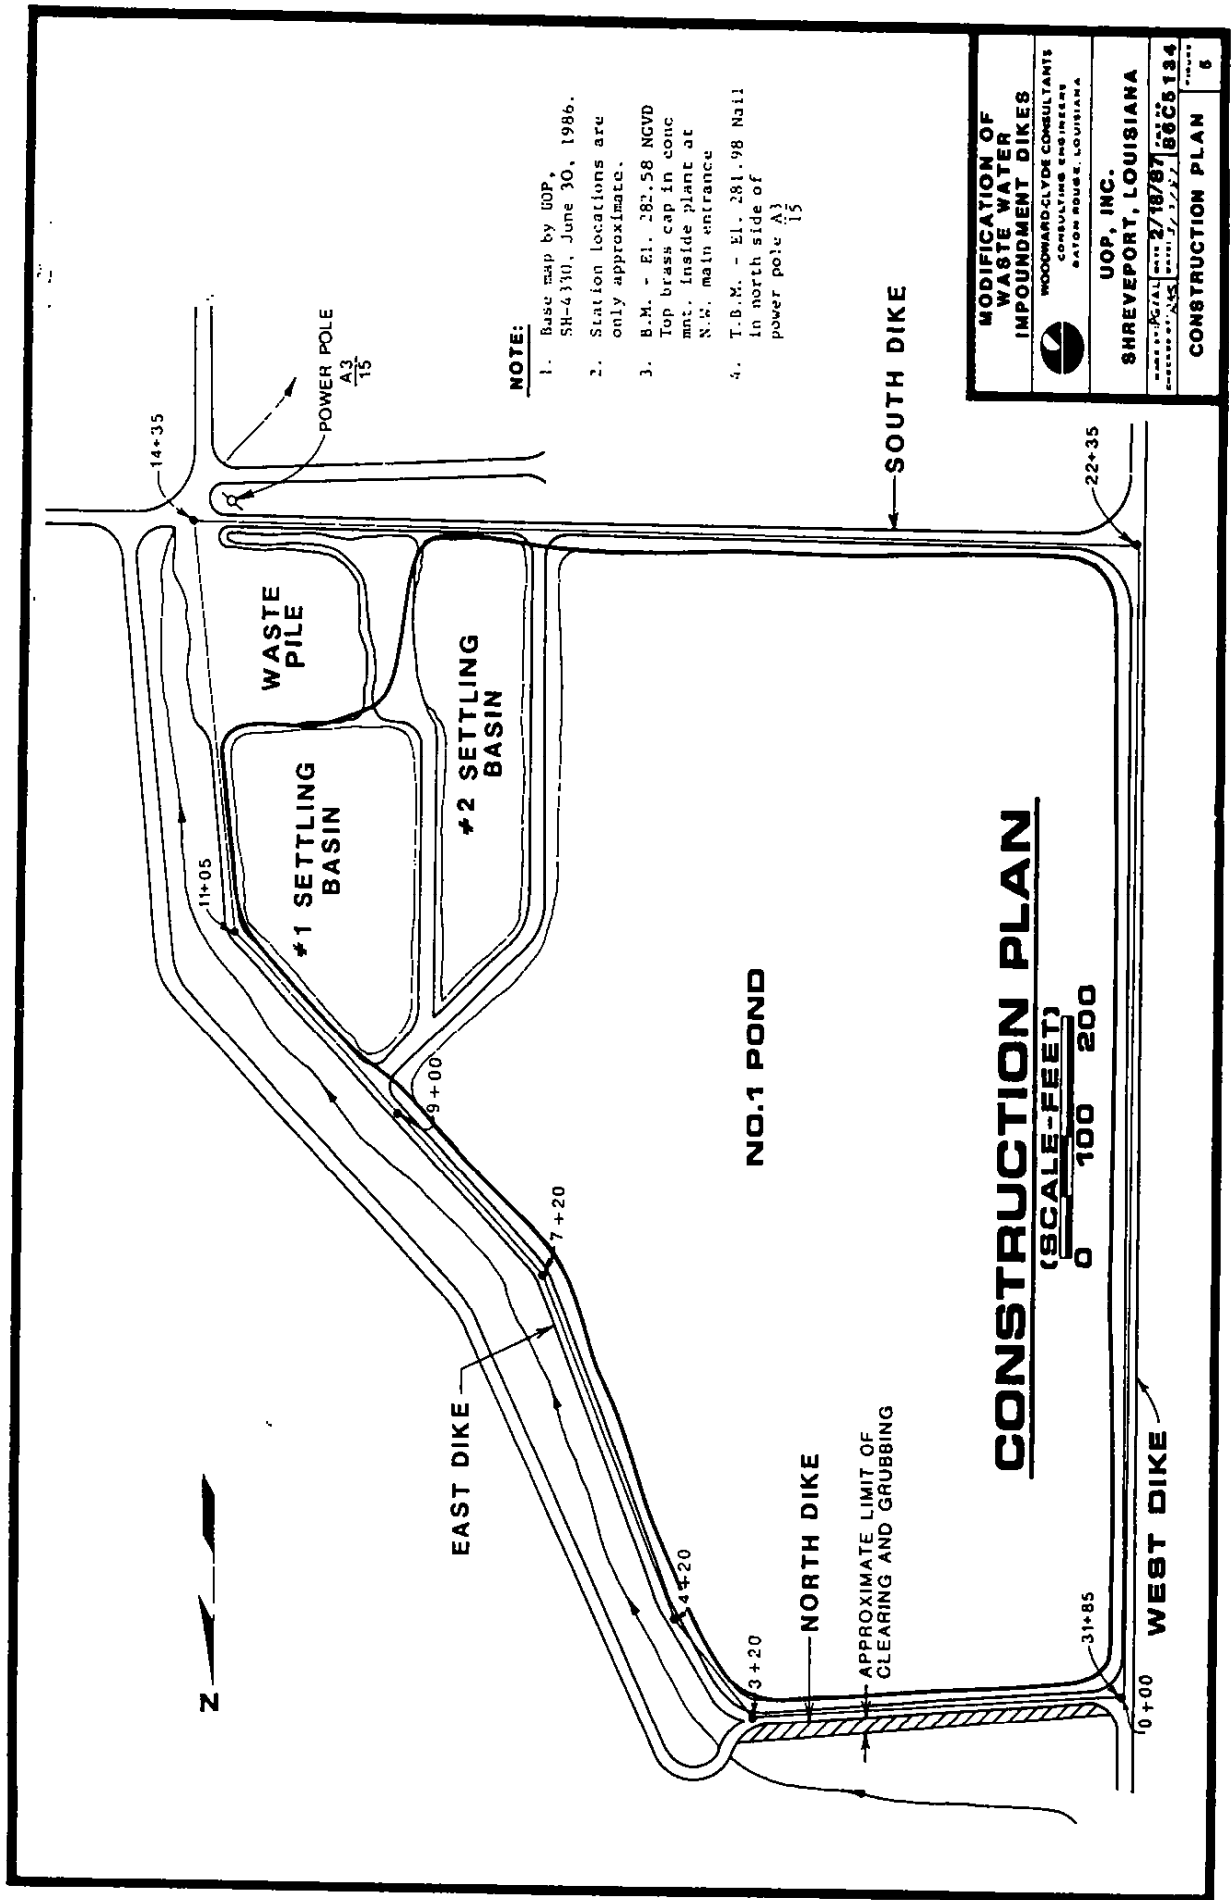 N
14+35
POWER POLE
A3
15
NOTE:
1. Base map by UOP,
SH-4330, June 30, 1986.
2. Station locations are
only approximate.
3. B.M. - El. 282.58 NGVD
Top brass cap in conc
mnt. inside plant at
N.W. main entrance
4. T.B.M. - El. 281.98 Nail
in north side of
power pole A3
15
WASTE
PILE
11+05
#1 SETTLING
BASIN
#2 SETTLING
BASIN
9+00
7+20
EAST DIKE
4+20
3+20
NORTH DIKE
APPROXIMATE LIMIT OF
CLEARING AND GRUBBING
NO.1 POND
SOUTH DIKE
22+35
31+85
0+00
WEST DIKE
CONSTRUCTION PLAN
(SCALE-FEET)
0 100 200
MODIFICATION OF
WASTE WATER
IMPOUNDMENT DIKES
WOODWARD-CLYDE CONSULTANTS
CONSULTING ENGINEERS
BATON ROUGE, LOUISIANA
UOP, INC.
SHREVEPORT, LOUISIANA
DATE 2/18/87
86C5134
CONSTRUCTION PLAN
FIGURE
6